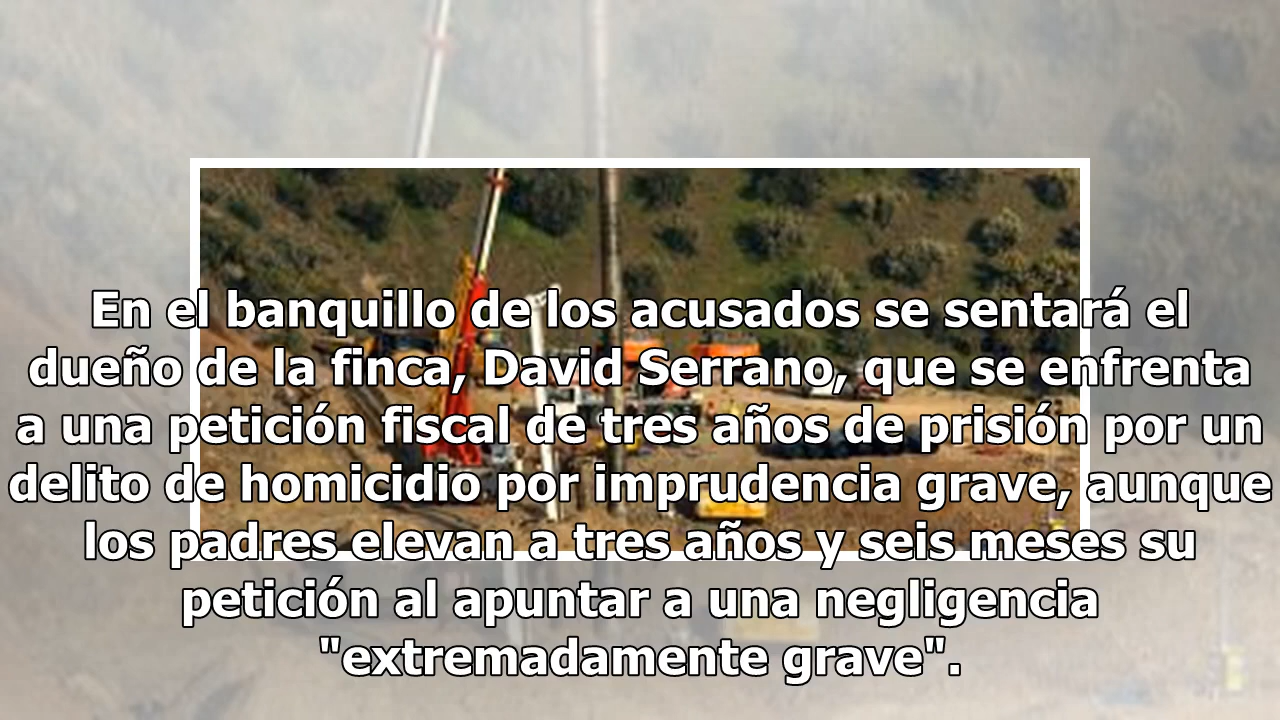 En el banquillo de los acusados se sentará el
dueño de la finca, David Serrano, que se enfrenta
a una petición fiscal de tres años de prisión por un
delito de homicidio por imprudencia grave, aunque
los padres elevan a tres años y seis meses su
petición al apuntar a una negligencia
"extremadamente grave".